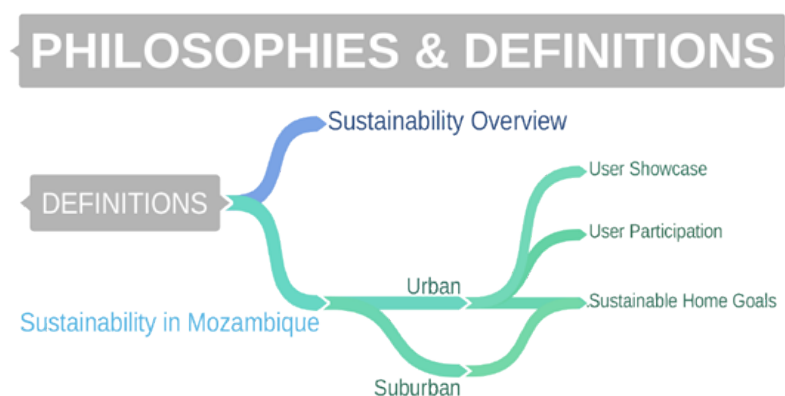 PHILOSOPHIES & DEFINITIONS
Sustainability Overview
DEFINITIONS
User Showcase
User Participation
Urban
Sustainable Home Goals
Sustainability in Mozambique
Suburban